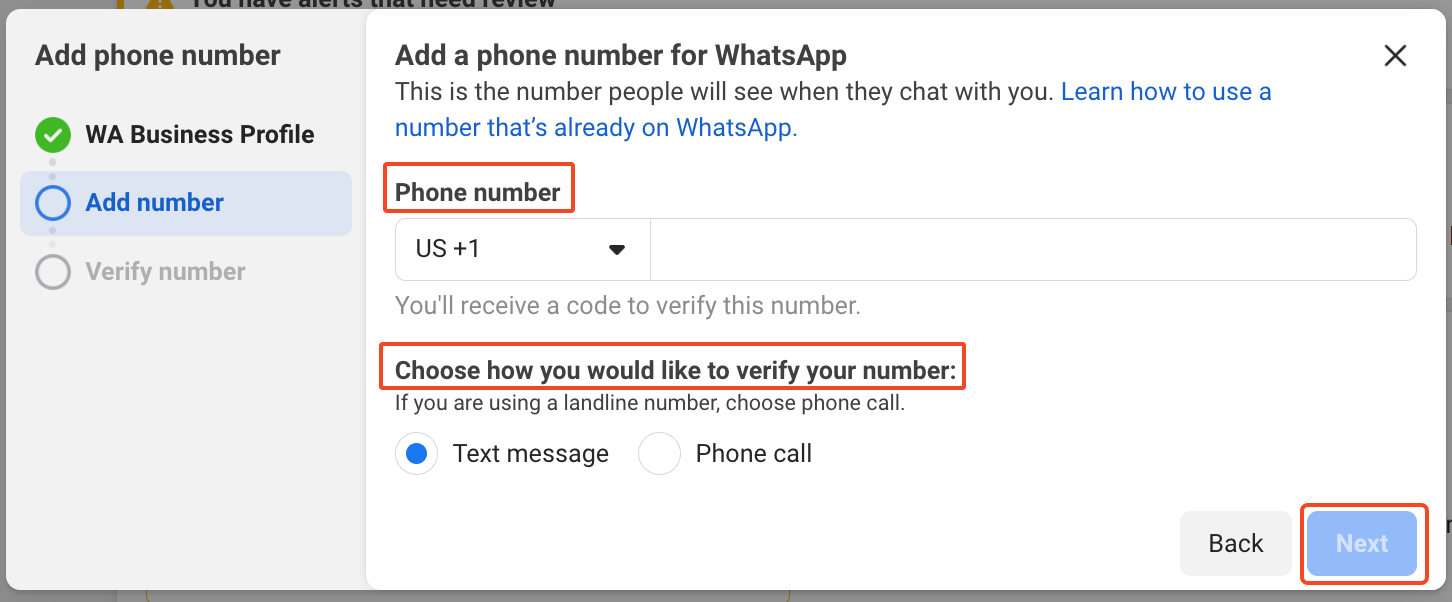 You have alerts that need review
Add phone number
WA Business Profile
Add number
Verify number
Add a phone number for WhatsApp
This is the number people will see when they chat with you. Learn how to use a
number that’s already on WhatsApp.
Phone number
US +1
You'll receive a code to verify this number.
Choose how you would like to verify your number:
If you are using a landline number, choose phone call.
Text message
Phone call
Back
Next